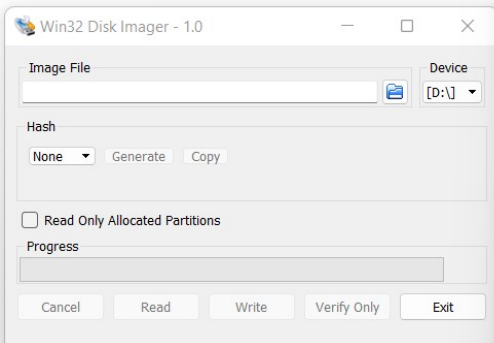 Win32 Disk Imager - 1.0
Image File
Device
[D:\]
Hash
None Generate Copy
Read Only Allocated Partitions
Progress
Cancel Read Write Verify Only Exit